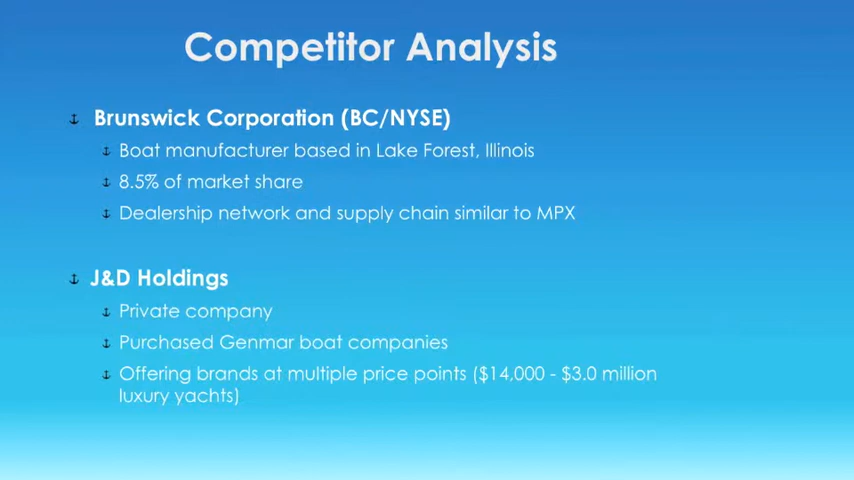 Competitor Analysis
Brunswick Corporation (BC/NYSE)
Boat manufacturer based in Lake Forest, Illinois
8.5% of market share
Dealership network and supply chain similar to MPX
J&D Holdings
Private company
Purchased Genmar boat companies
Offering brands at multiple price points ($14,000 - $3.0 million
luxury yachts)